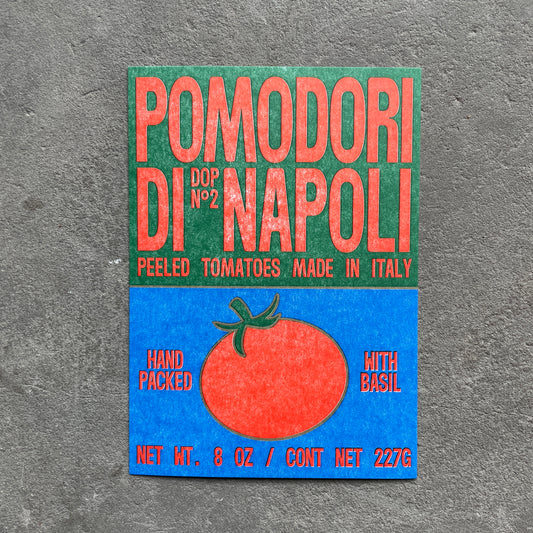 POMODORI
DI DOP Nº2 NAPOLI
PEELED TOMATOES MADE IN ITALY
HAND PACKED
WITH BASIL
NET WT. 8 OZ / CONT NET 227G